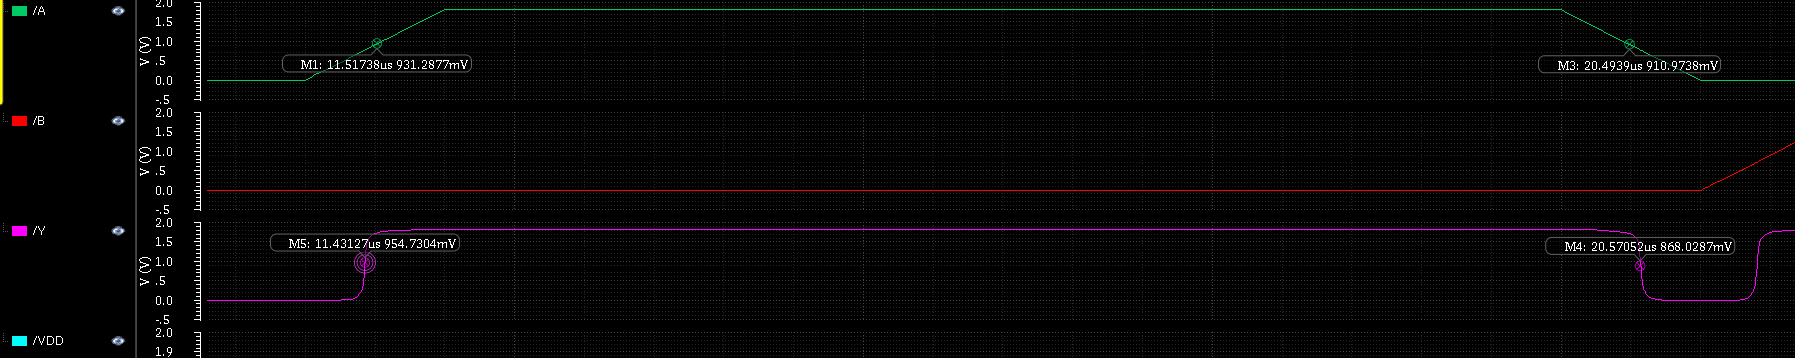 /A
2.0
1.5
1.0
.5
0.0
-.5
V (V)
M1: 11.51738us 931.2877mV
M3: 20.4939us 910.9738mV
/B
2.0
1.5
1.0
.5
0.0
-.5
V (V)
/Y
2.0
1.5
1.0
.5
0.0
-.5
V (V)
M5: 11.43127us 954.7304mV
M4: 20.57052us 868.0287mV
/VDD
2.0
1.9